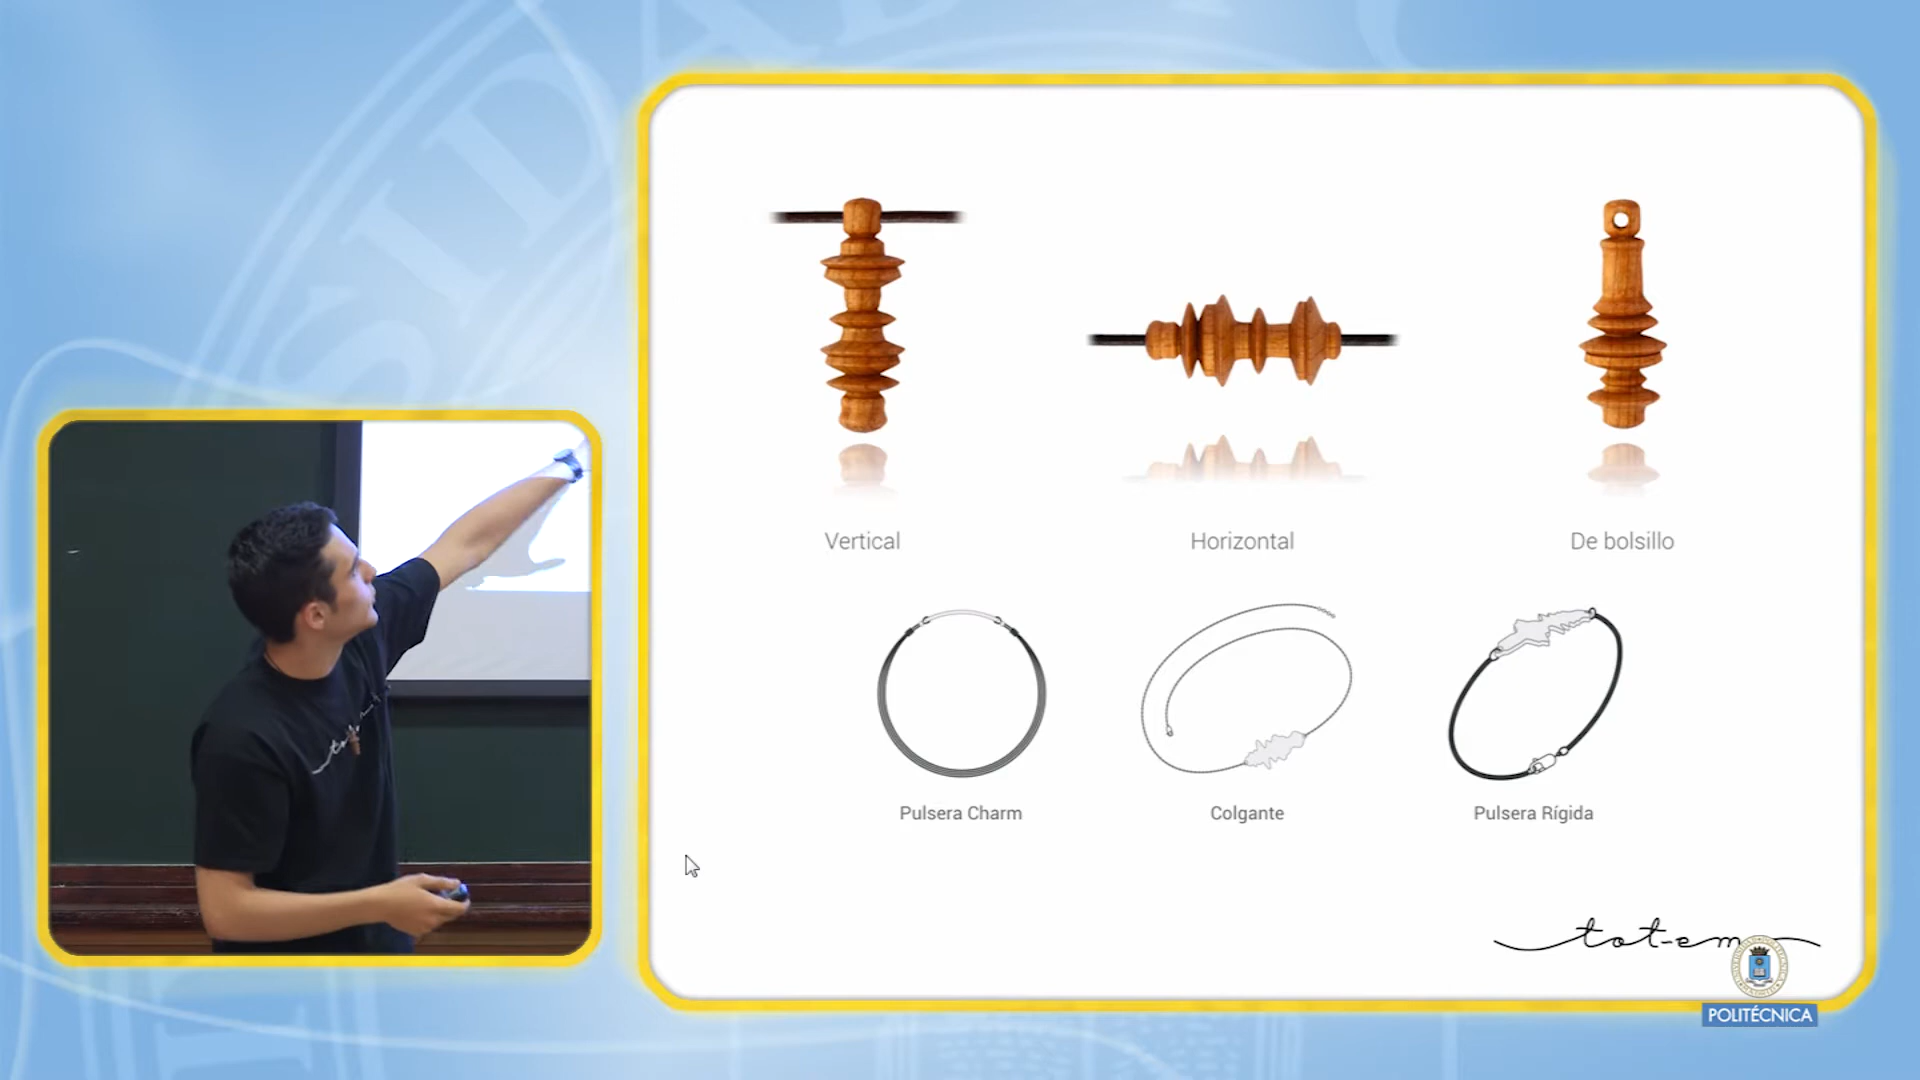 Vertical
Horizontal
De bolsillo
Pulsera Charm
Colgante
Pulsera Rígida
tot-em
POLITÉCNICA